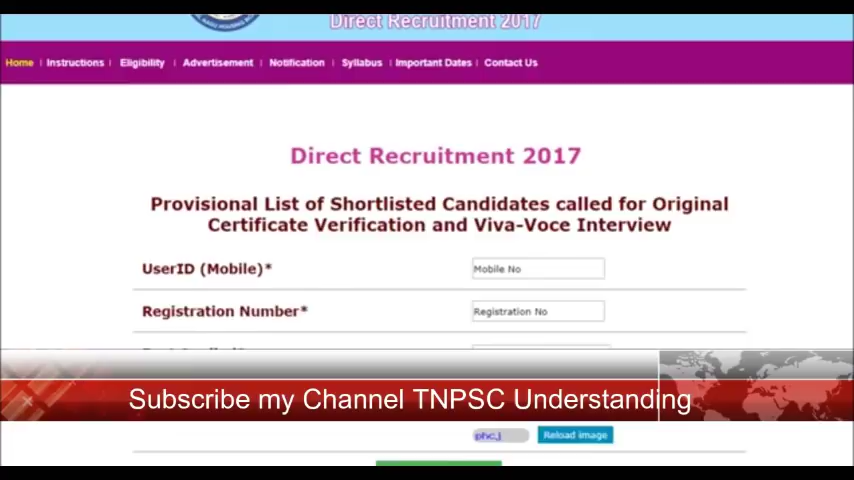 Direct Recruitment 2017
Home | Instructions | Eligibility | Advertisement | Notification | Syllabus | Important Dates | Contact Us
Direct Recruitment 2017
Provisional List of Shortlisted Candidates called for Original
Certificate Verification and Viva-Voce Interview
UserID (Mobile)* Mobile No
Registration Number* Registration No
Subscribe my Channel TNPSC Understanding
phcj Reload image